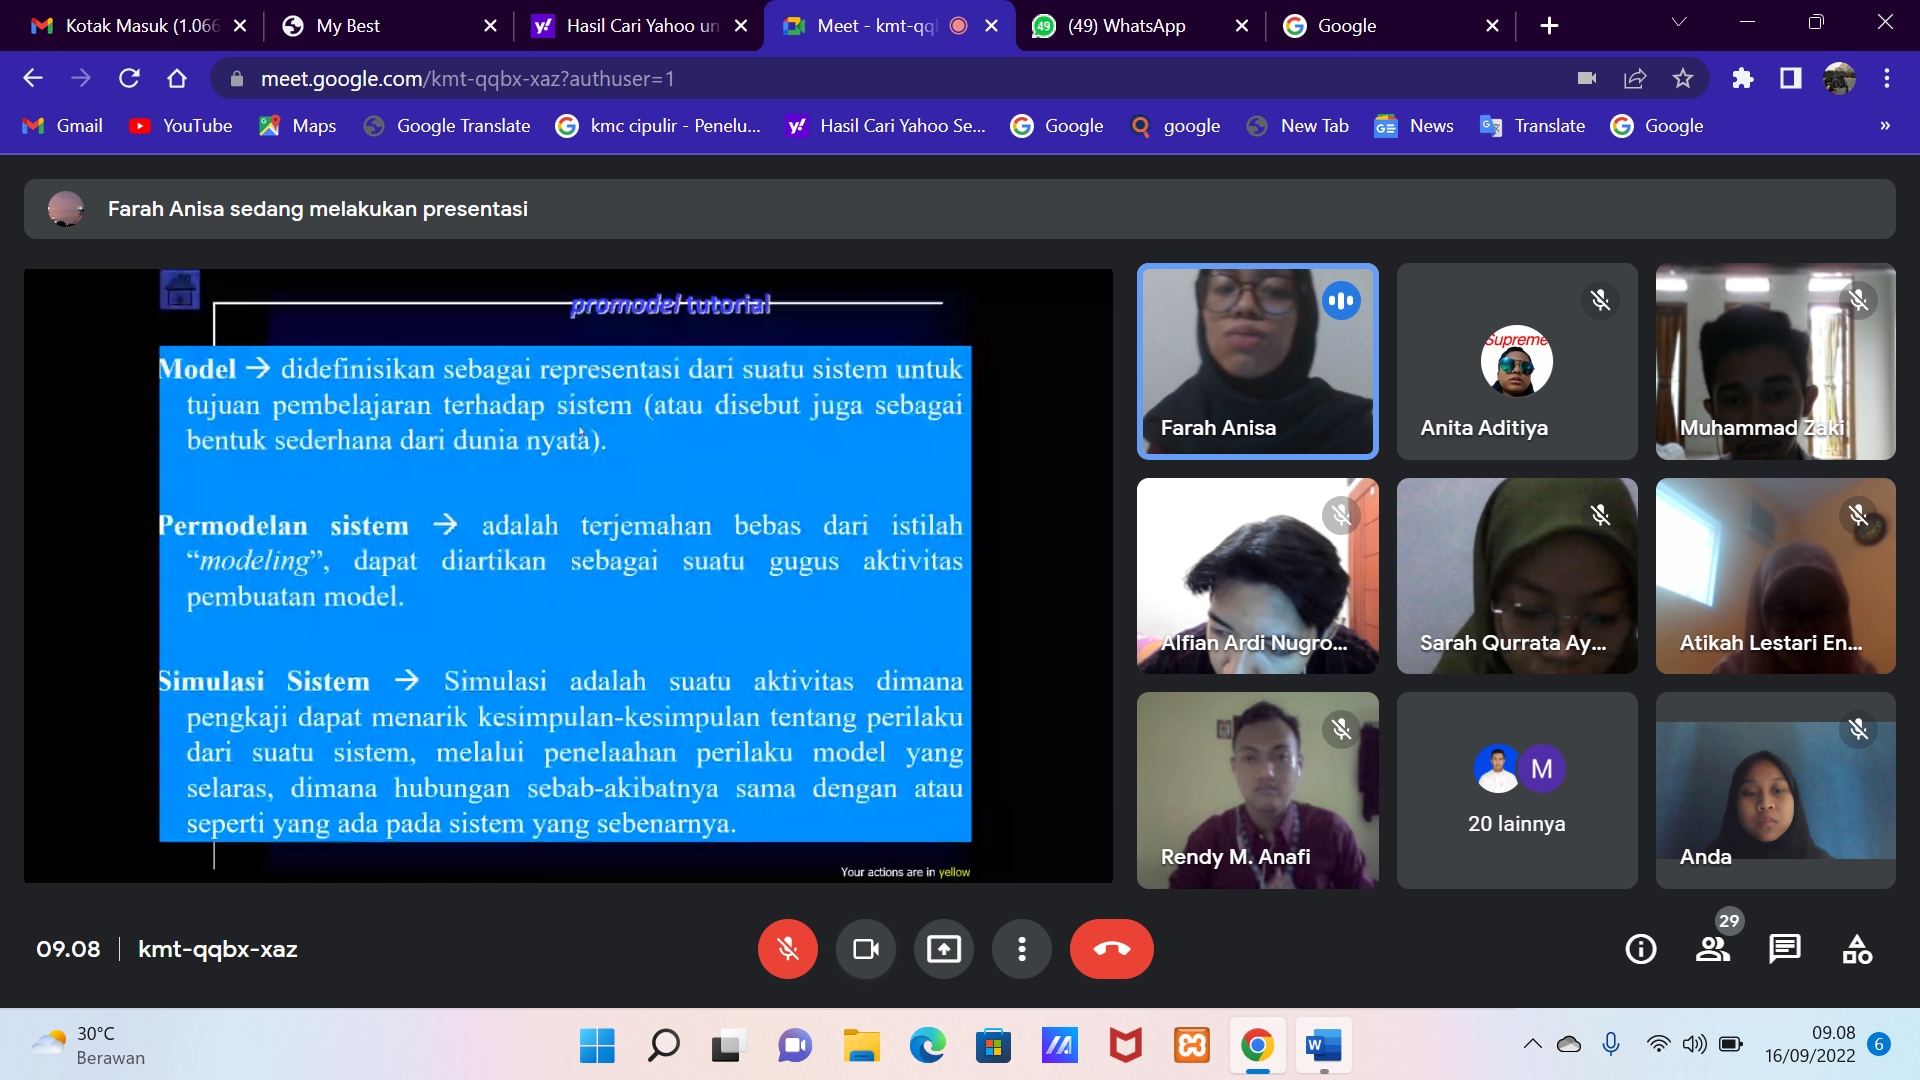 Kotak Masuk (1.066
My Best
Hasil Cari Yahoo un
Meet - kmt-qq
(49) WhatsApp
Google
meet.google.com/kmt-qqbx-xaz?authuser=1
Gmail
YouTube
Maps
Google Translate
kmc cipulir - Penelu...
Hasil Cari Yahoo Se...
Google
google
New Tab
News
Translate
Google
»
Farah Anisa sedang melakukan presentasi
promodel tutorial
Model → didefinisikan sebagai representasi dari suatu sistem untuk
tujuan pembelajaran terhadap sistem (atau disebut juga sebagai
bentuk sederhana dari dunia nyata).
Permodelan sistem → adalah terjemahan bebas dari istilah
“modeling”, dapat diartikan sebagai suatu gugus aktivitas
pembuatan model.
Simulasi Sistem → Simulasi adalah suatu aktivitas dimana
pengkaji dapat menarik kesimpulan-kesimpulan tentang perilaku
dari suatu sistem, melalui penelaahan perilaku model yang
selaras, dimana hubungan sebab-akibatnya sama dengan atau
seperti yang ada pada sistem yang sebenarnya.
Your actions are in yellow
Farah Anisa
Supreme
Anita Aditiya
Muhammad Zaki
Alfian Ardi Nugro...
Sarah Qurrata Ay...
Atikah Lestari En...
Rendy M. Anafi
M
20 lainnya
Anda
09.08
kmt-qqbx-xaz
29
30°C
Berawan
09.08
16/09/2022
6